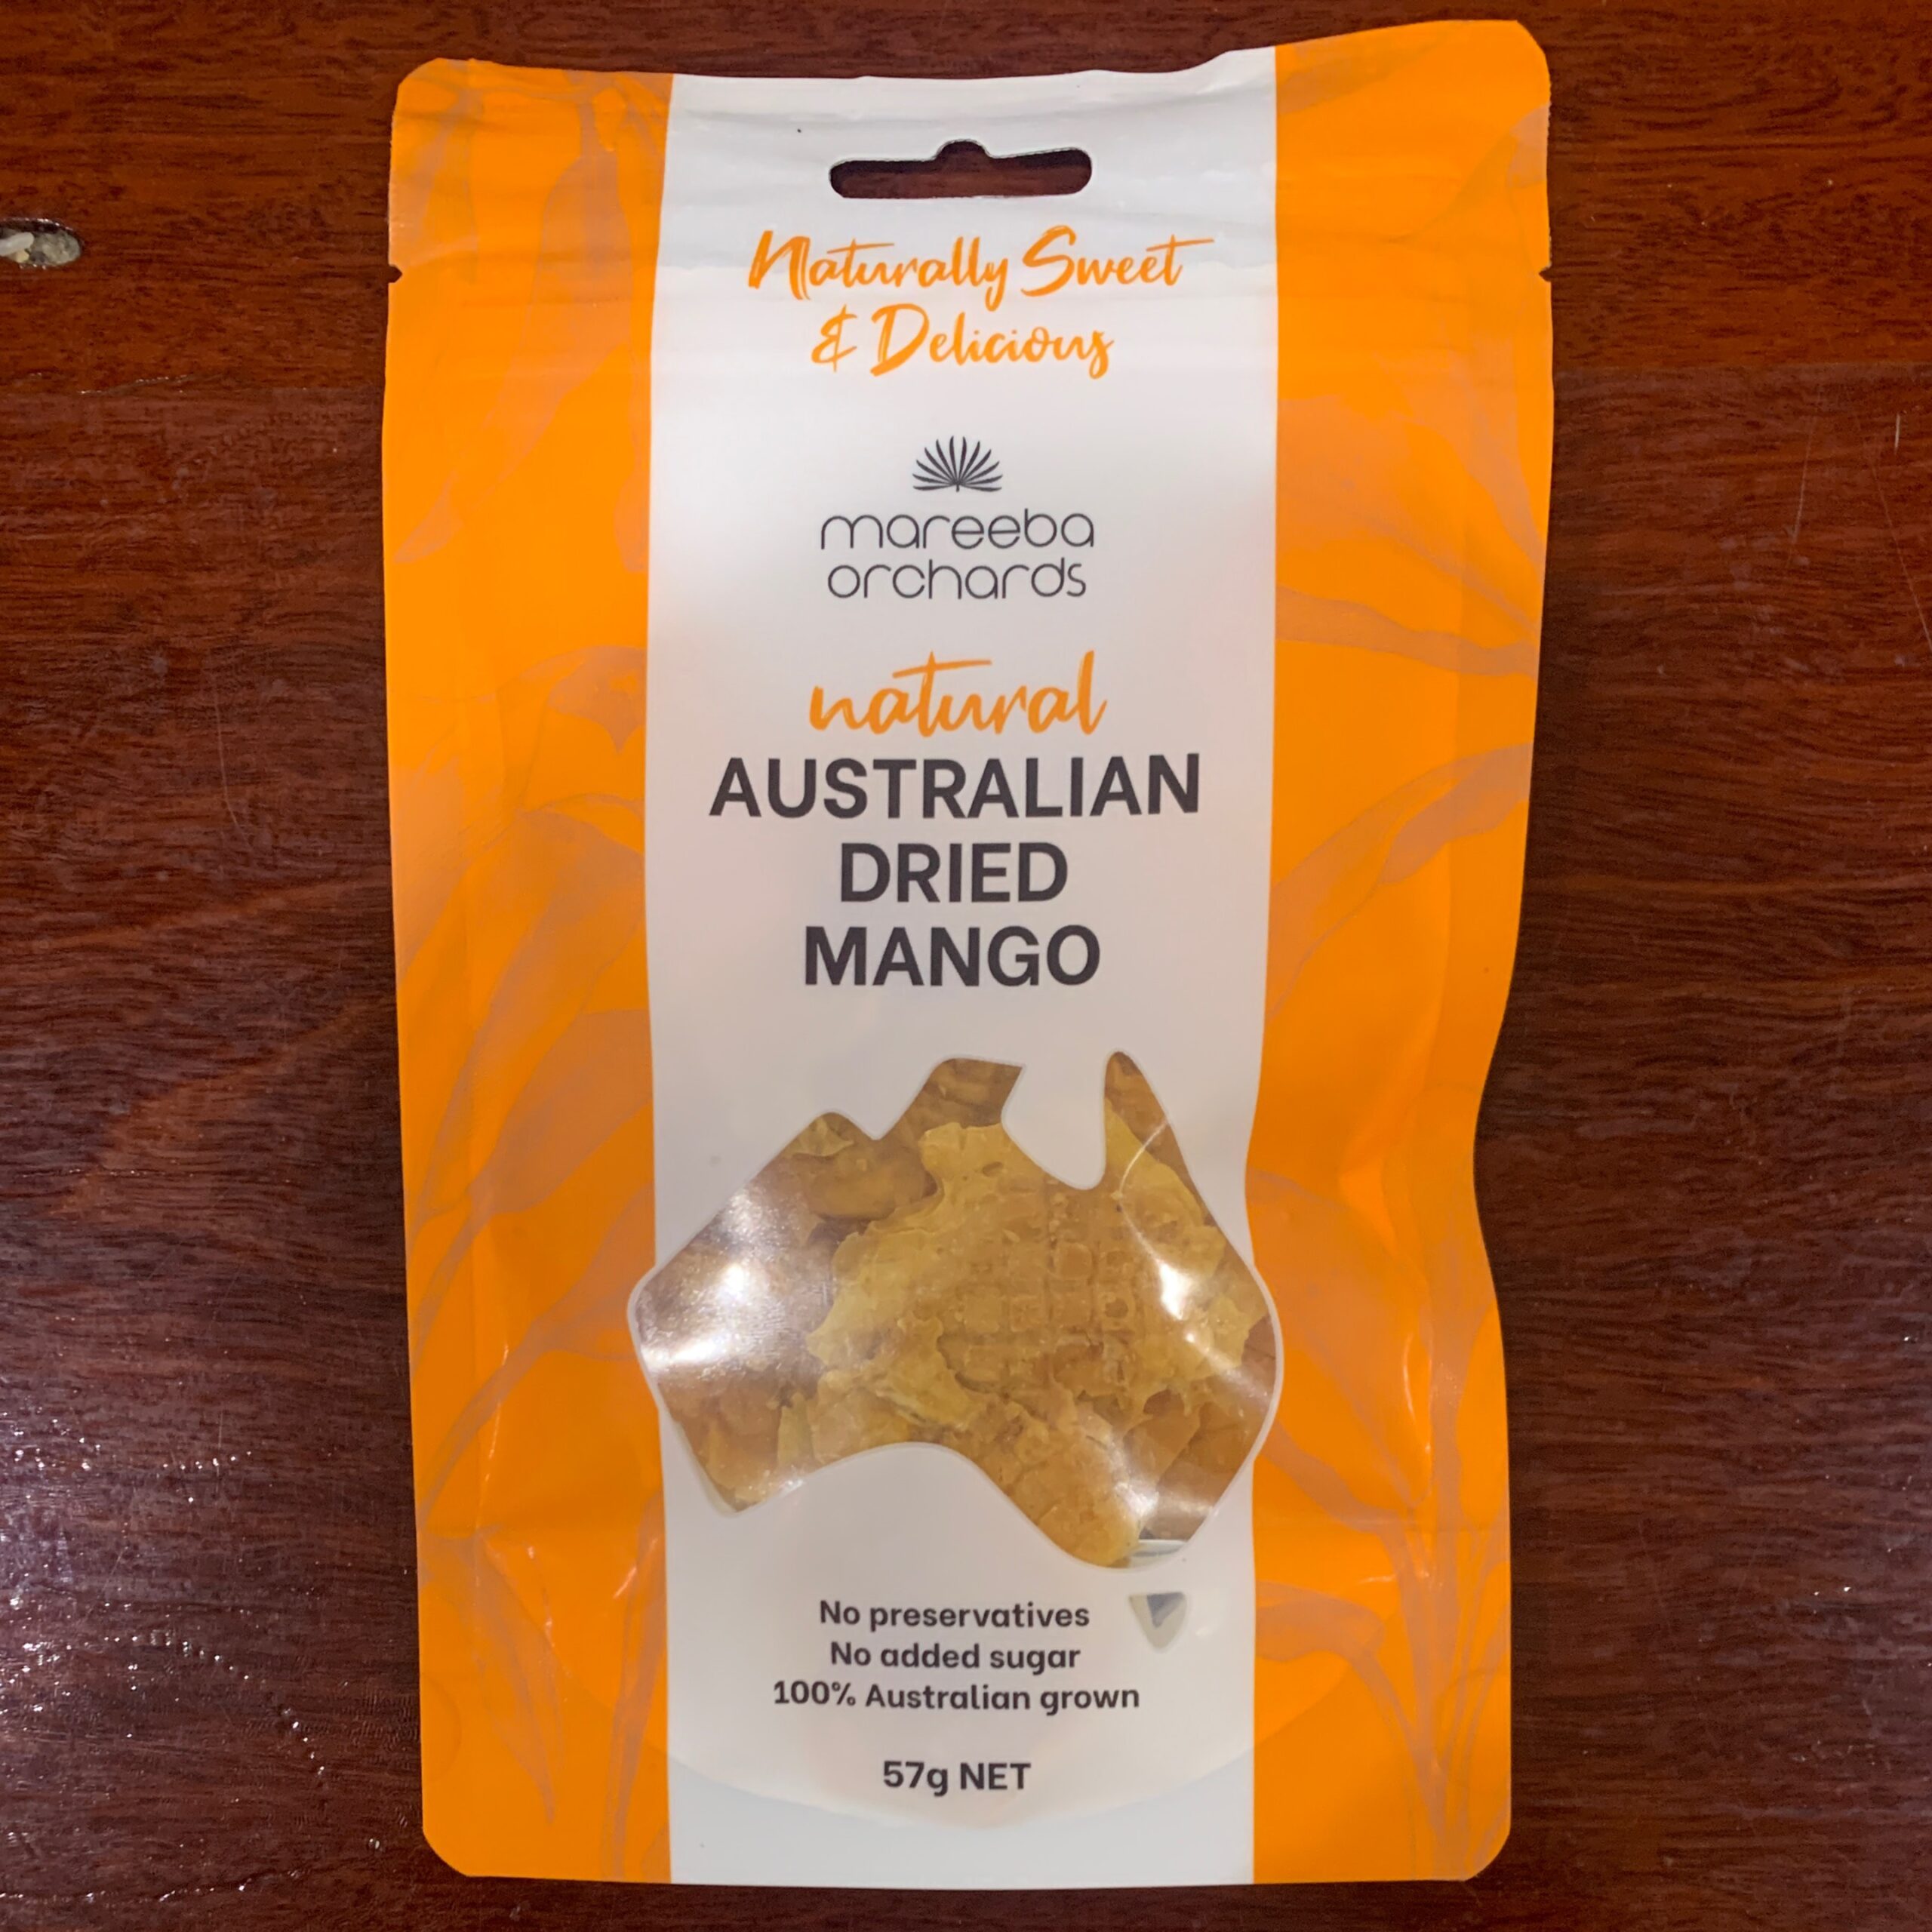 Naturally Sweet
& Delicious
mareeba
orchards
natural
AUSTRALIAN
DRIED
MANGO
No preservatives
No added sugar
100% Australian grown
57g NET